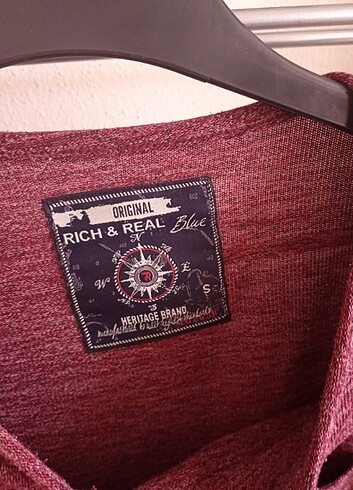 ORIGINAL
RICH & REAL Blue
N
W E
S
S
HERITAGE BRAND